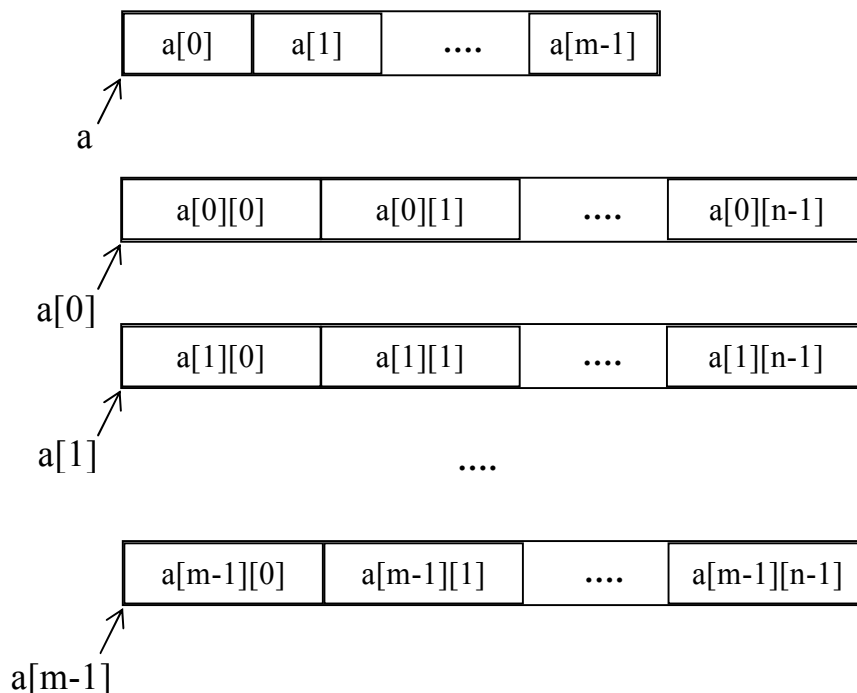 a[0] a[1] .... a[m-1]
a
a[0][0] a[0][1] .... a[0][n-1]
a[0]
a[1][0] a[1][1] .... a[1][n-1]
a[1]
....
a[m-1][0] a[m-1][1] .... a[m-1][n-1]
a[m-1]